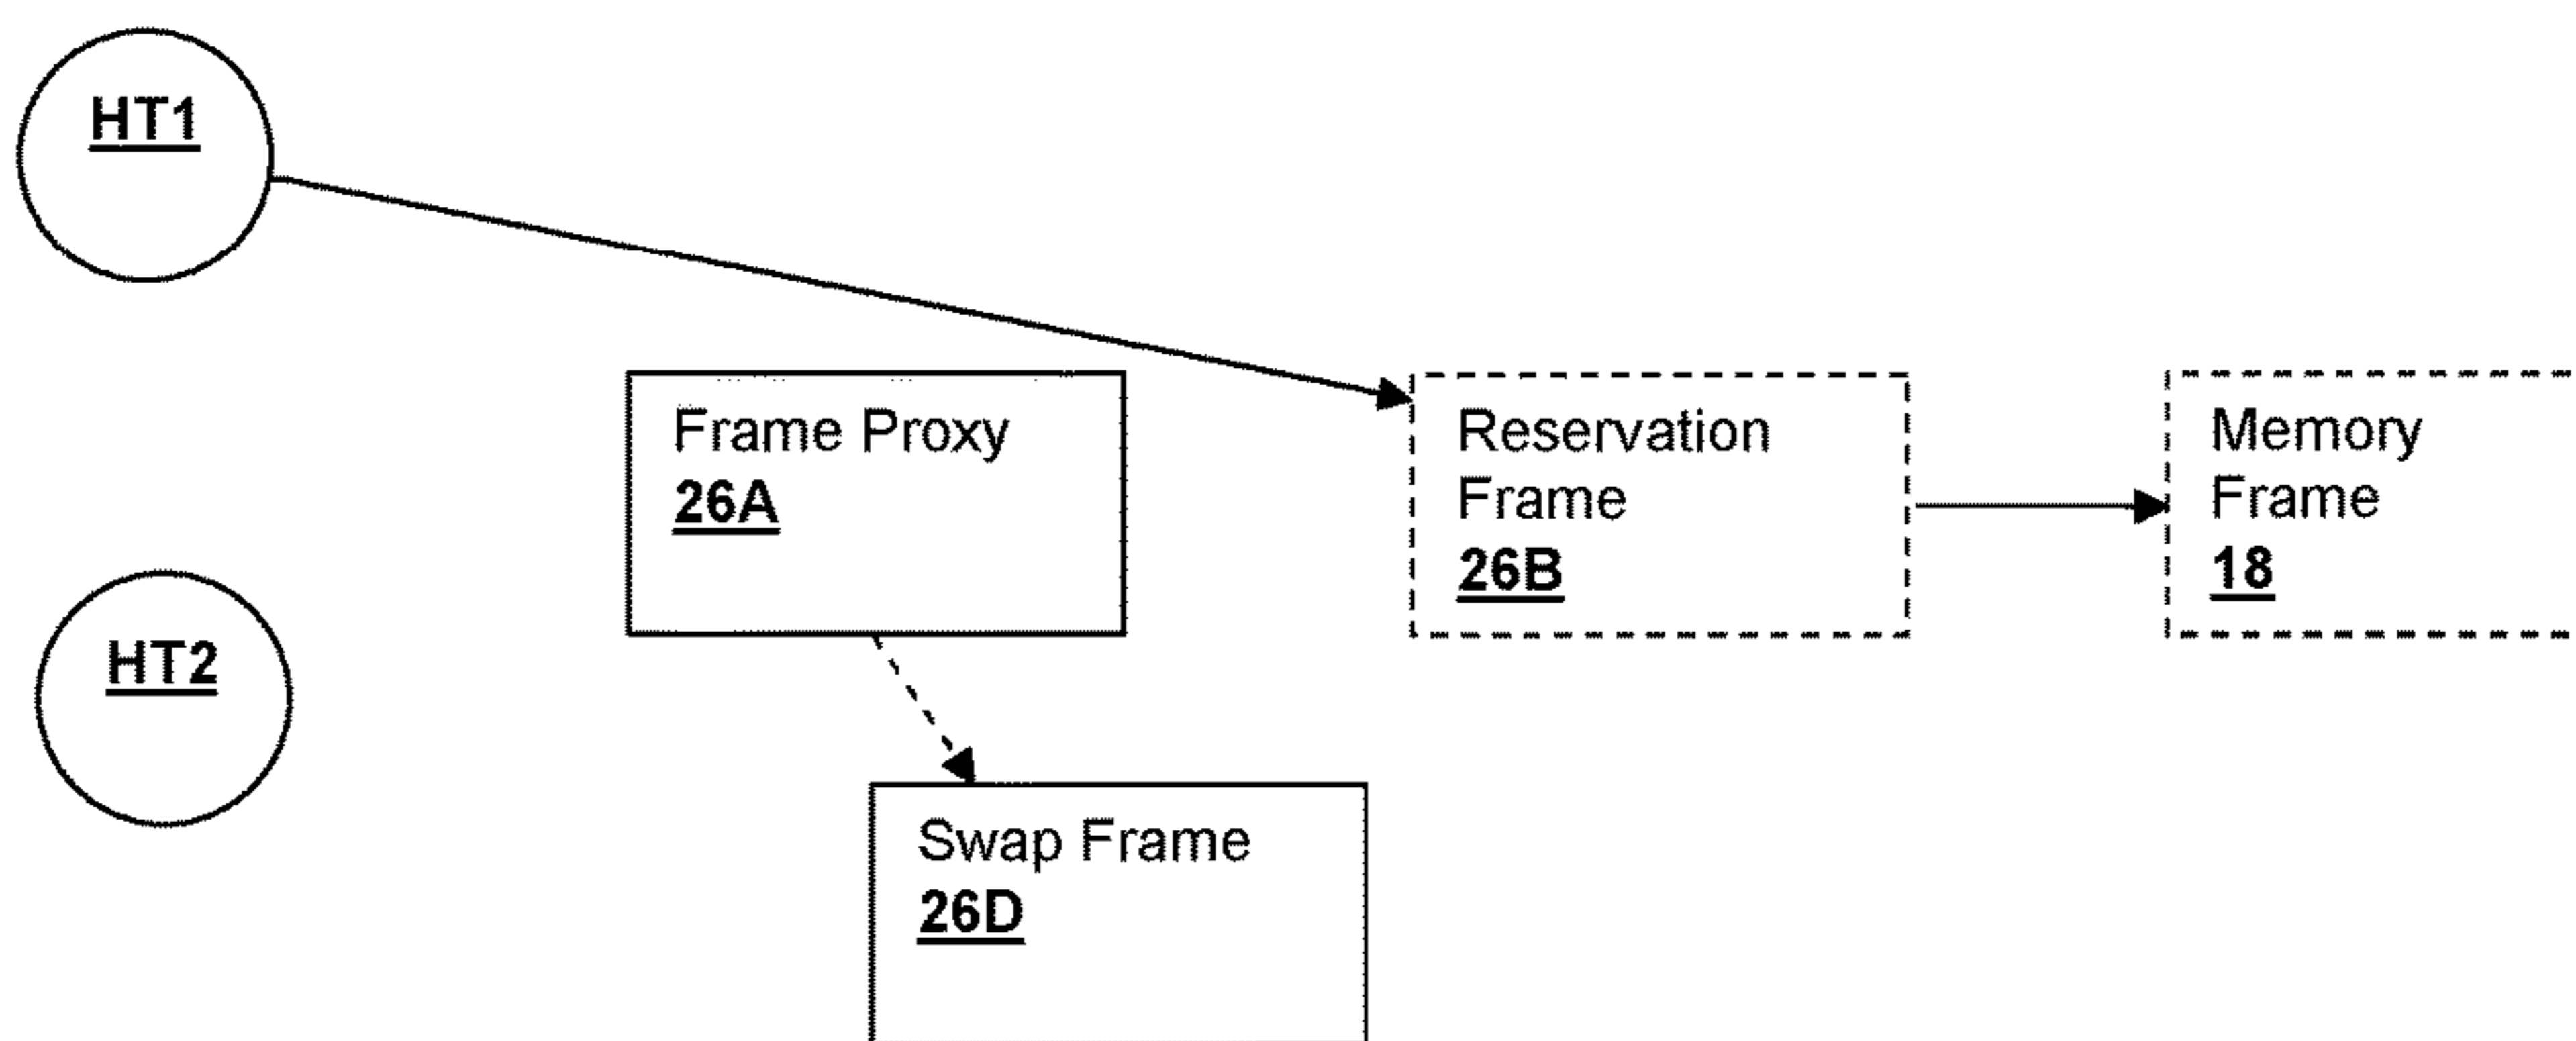 HT1
Frame Proxy
26A
Reservation
Frame
26B
Memory
Frame
18
HT2
Swap Frame
26D